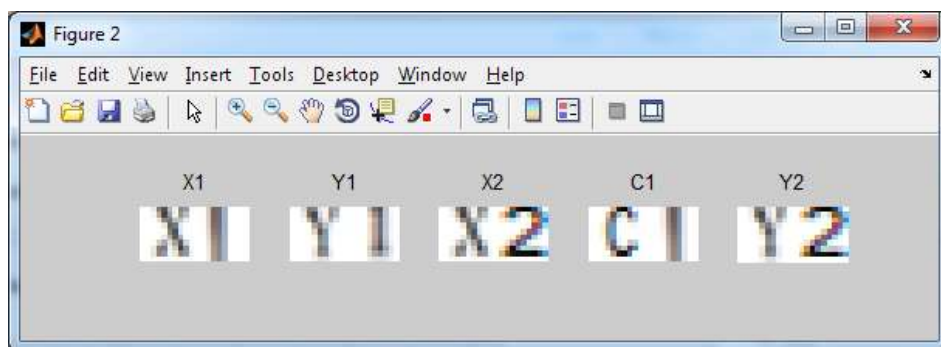 Figure 2
File Edit View Insert Tools Desktop Window Help
X1 Y1 X2 C1 Y2
X1 Y1 X2 C1 Y2